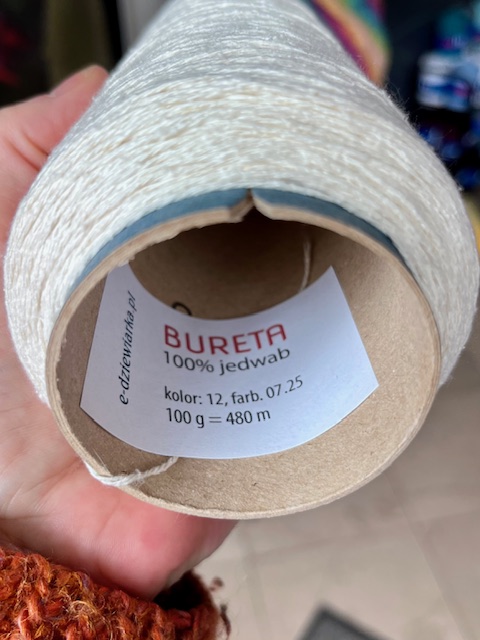 e-dziewiarka.pl
BURETA
100% jedwab
kolor: 12, farb. 07.25
100 g = 480 m